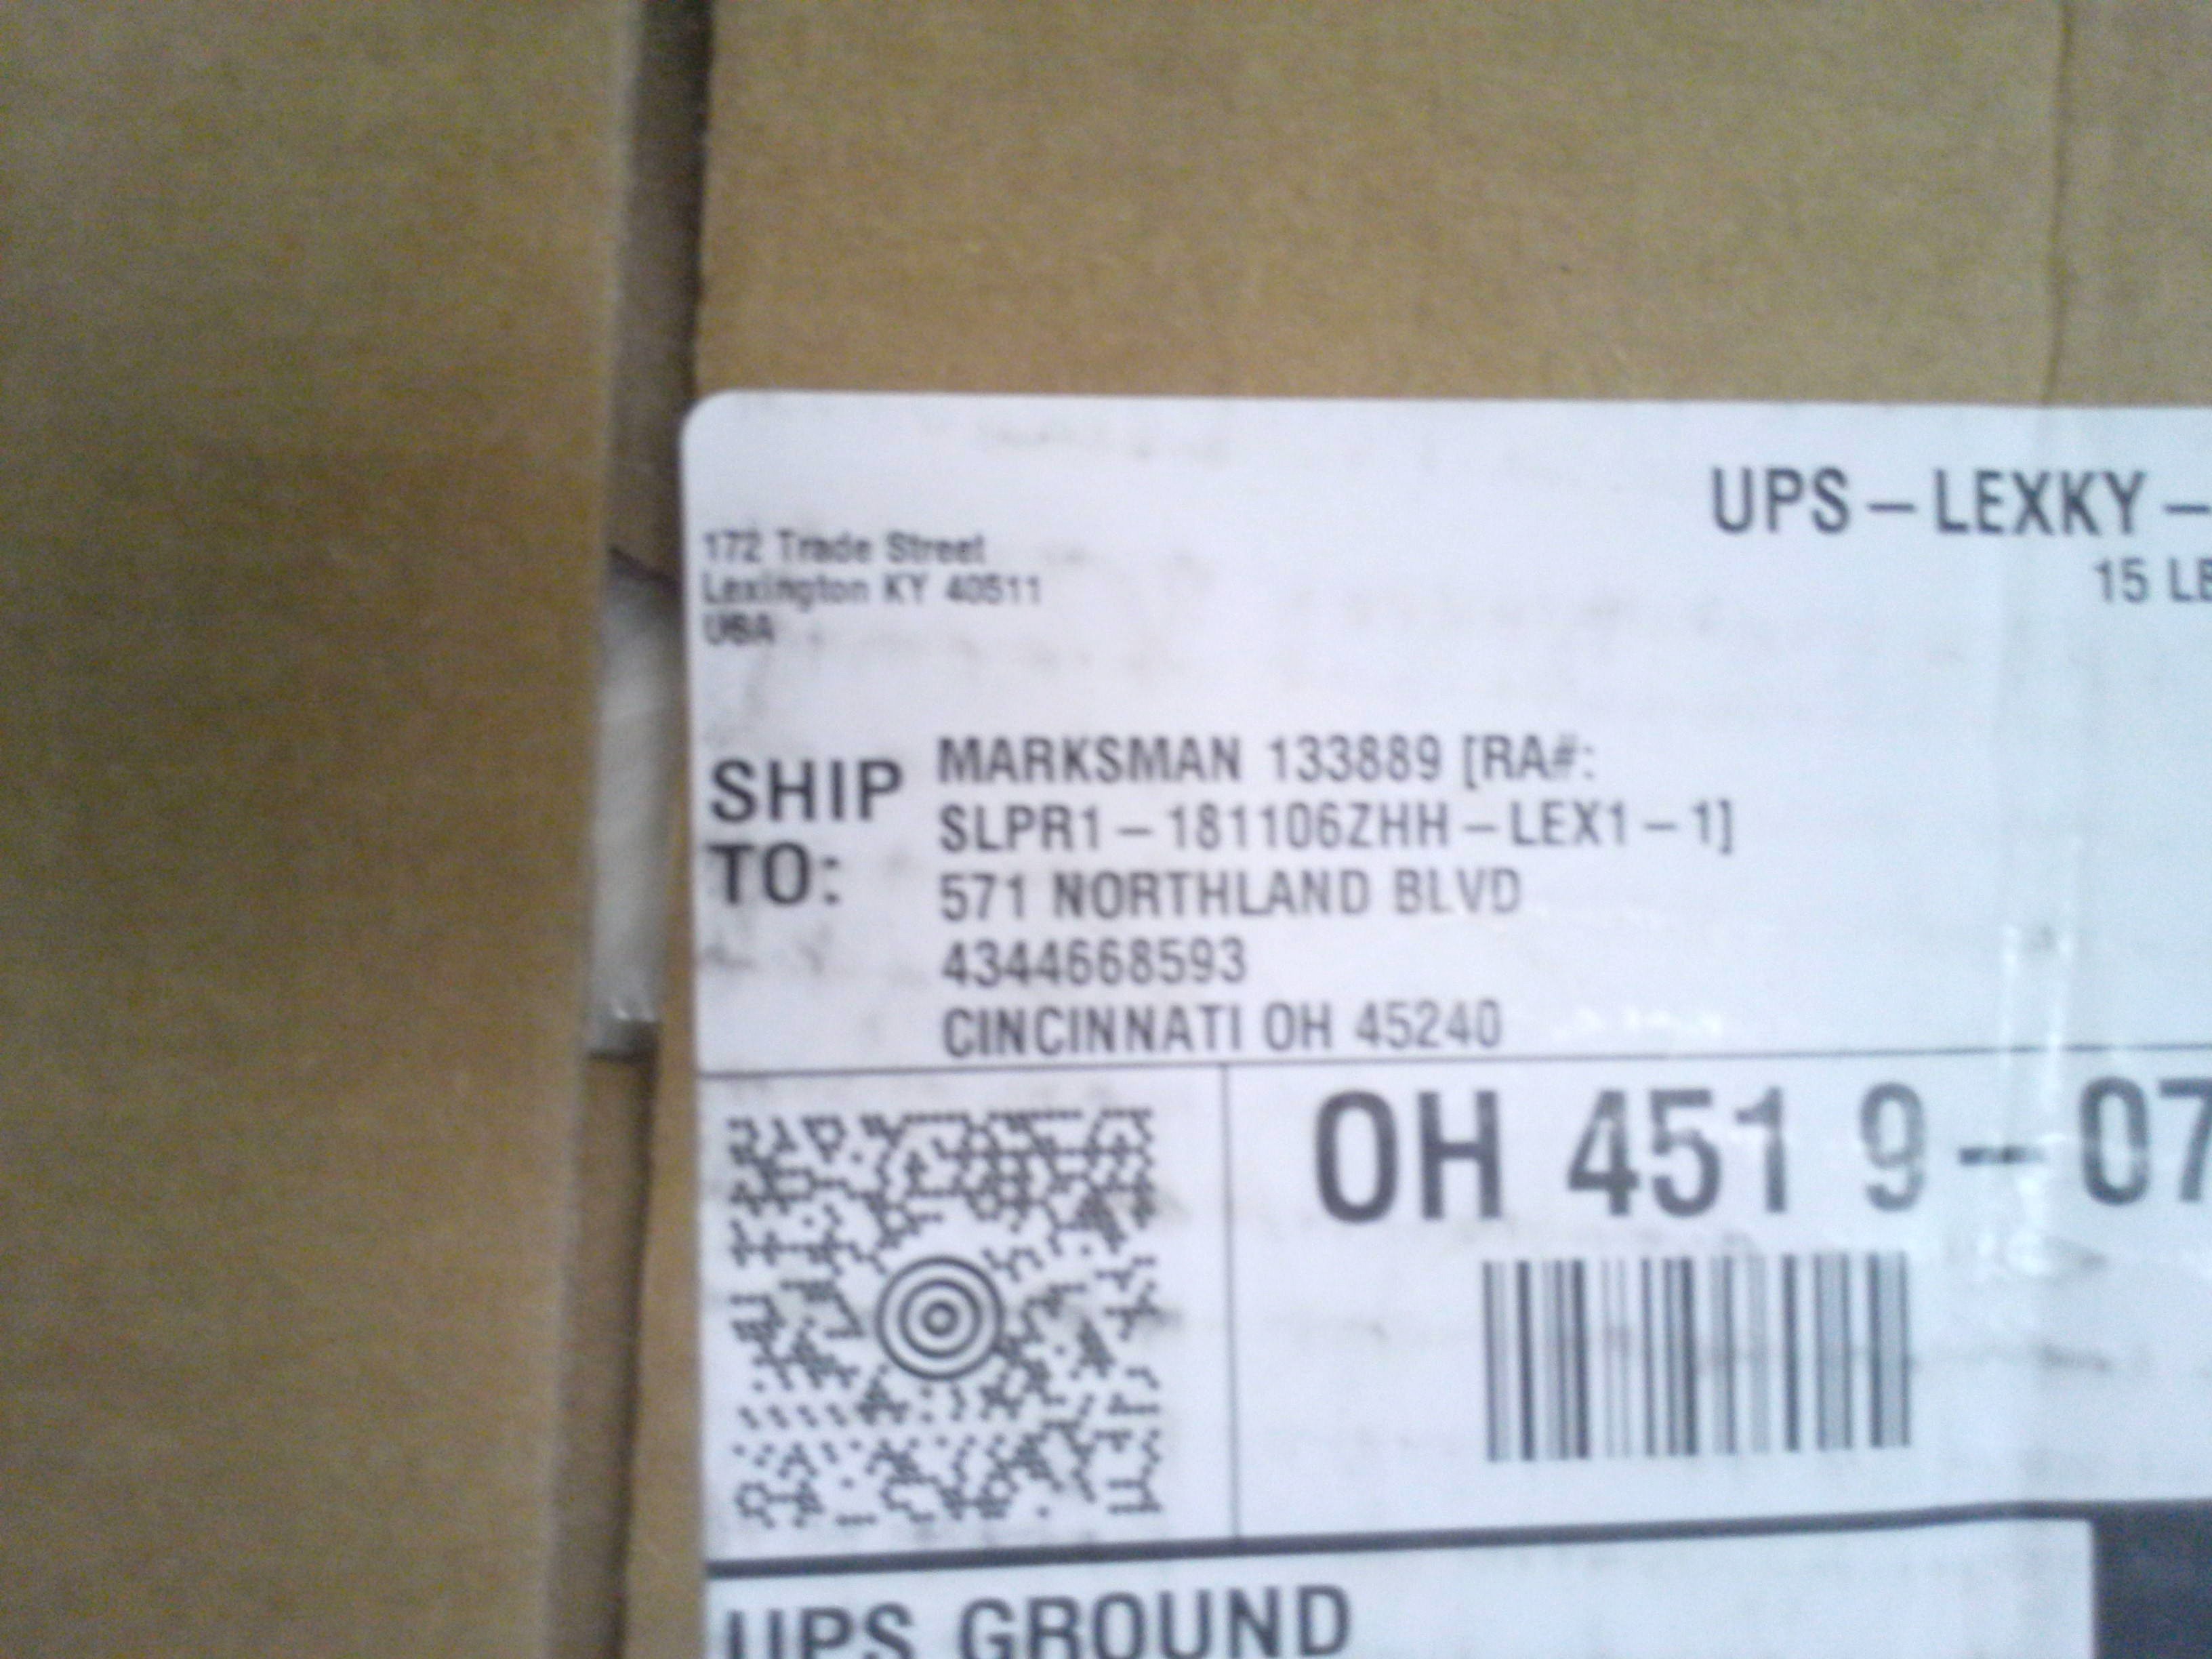 172 Trade Street
Lexington KY 40511
USA
UPS – LEXKY –
15 LB
SHIP TO:
MARKSMAN 133889 [RA#:
SLPR1 – 181106ZHH – LEX1 – 1]
571 NORTHLAND BLVD
4344668593
CINCINNATI OH 45240
OH 451 9 – 07
UPS GROUND